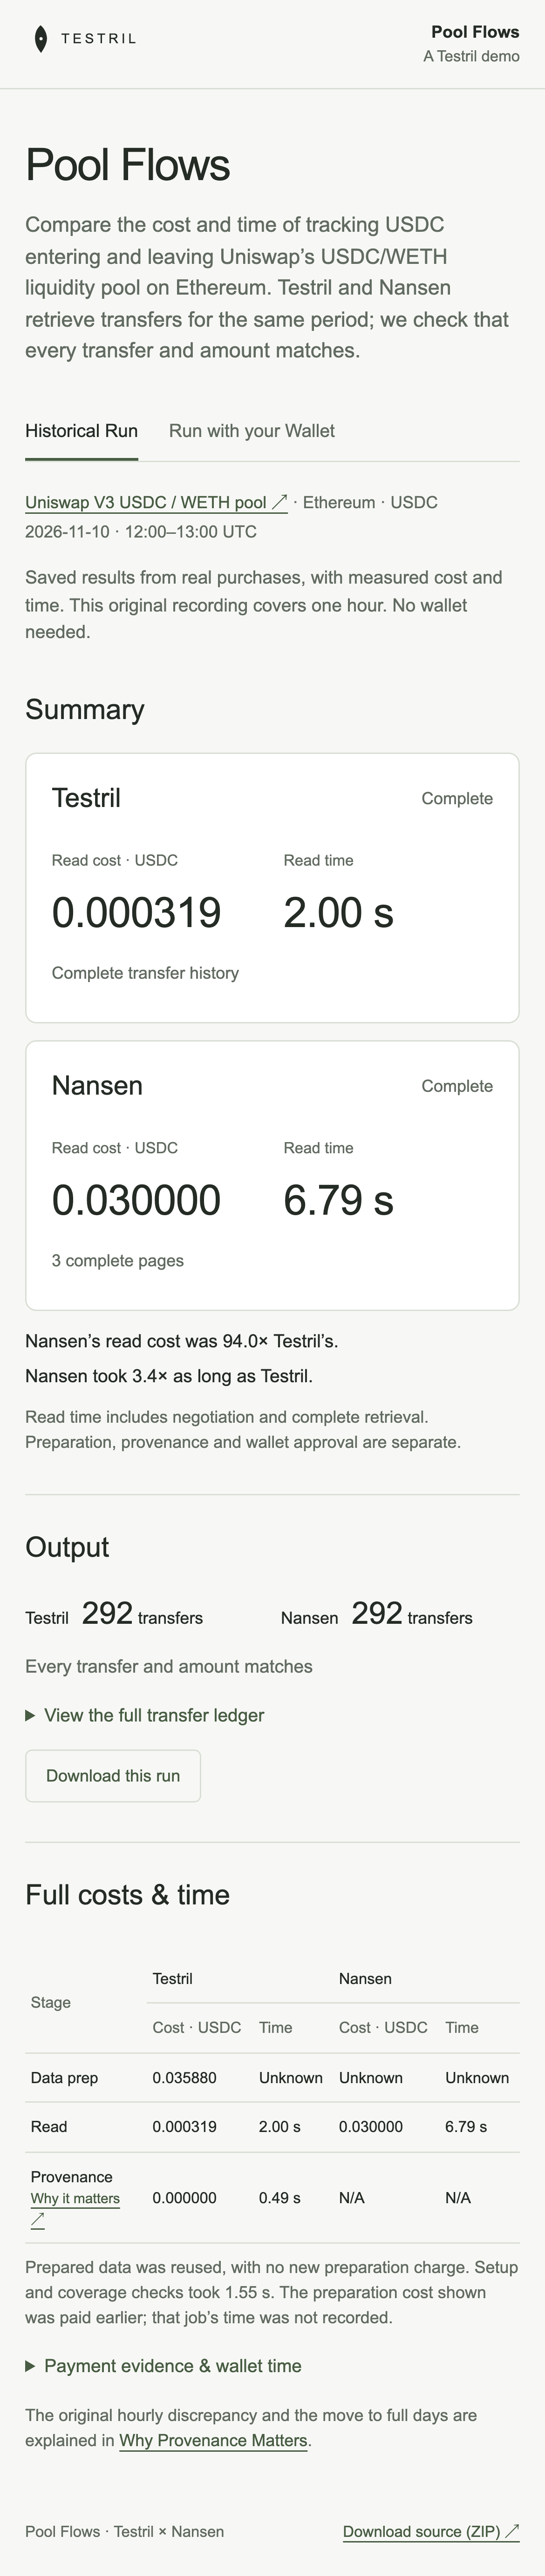 TESTRIL
Pool Flows
A Testril demo
Pool Flows
Compare the cost and time of tracking USDC
entering and leaving Uniswap’s USDC/WETH
liquidity pool on Ethereum. Testril and Nansen
retrieve transfers for the same period; we check that
every transfer and amount matches.
Historical Run Run with your Wallet
Uniswap V3 USDC / WETH pool ↗ · Ethereum · USDC
2026-11-10 · 12:00–13:00 UTC
Saved results from real purchases, with measured cost and
time. This original recording covers one hour. No wallet
needed.
Summary
Testril Complete
Read cost · USDC Read time
0.000319 2.00 s
Complete transfer history
Nansen Complete
Read cost · USDC Read time
0.030000 6.79 s
3 complete pages
Nansen’s read cost was 94.0× Testril’s.
Nansen took 3.4× as long as Testril.
Read time includes negotiation and complete retrieval.
Preparation, provenance and wallet approval are separate.
Output
Testril 292 transfers Nansen 292 transfers
Every transfer and amount matches
▶ View the full transfer ledger
Download this run
Full costs & time
Testril Nansen
Stage
Cost · USDC Time Cost · USDC Time
Data prep 0.035880 Unknown Unknown Unknown
Read 0.000319 2.00 s 0.030000 6.79 s
Provenance
Why it matters
↗
0.000000 0.49 s N/A N/A
Prepared data was reused, with no new preparation charge. Setup
and coverage checks took 1.55 s. The preparation cost shown
was paid earlier; that job’s time was not recorded.
▶ Payment evidence & wallet time
The original hourly discrepancy and the move to full days are
explained in Why Provenance Matters.
Pool Flows · Testril × Nansen Download source (ZIP) ↗